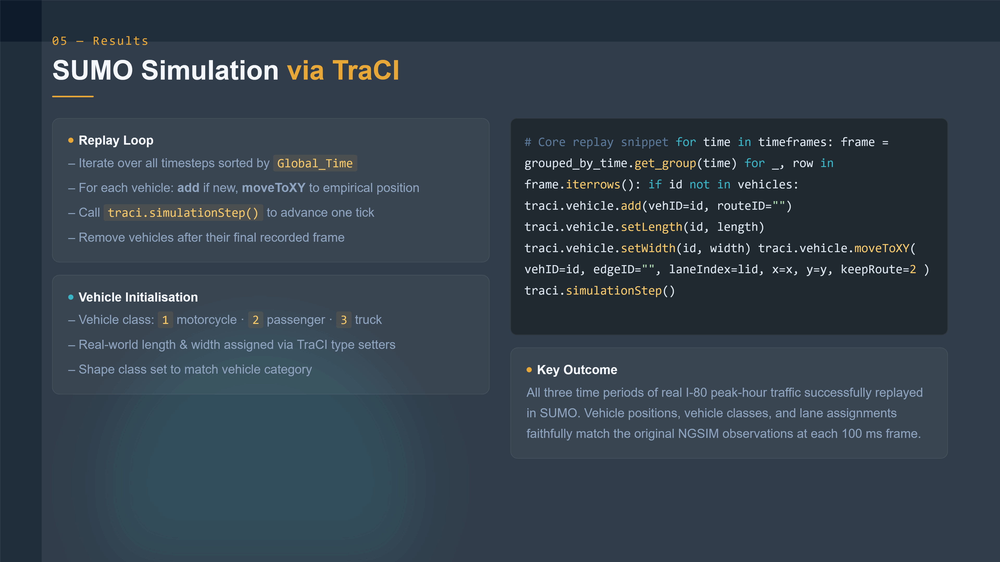 05 — Results
SUMO Simulation via TraCI
Replay Loop
– Iterate over all timesteps sorted by Global_Time
– For each vehicle: add if new, moveToXY to empirical position
– Call traci.simulationStep() to advance one tick
– Remove vehicles after their final recorded frame
Vehicle Initialisation
– Vehicle class: 1 motorcycle · 2 passenger · 3 truck
– Real-world length & width assigned via TraCI type setters
– Shape class set to match vehicle category
# Core replay snippet for time in timeframes: frame =
grouped_by_time.get_group(time) for _, row in
frame.iterrows(): if id not in vehicles:
traci.vehicle.add(vehID=id, routeID="")
traci.vehicle.setLength(id, length)
traci.vehicle.setWidth(id, width) traci.vehicle.moveToXY(
vehID=id, edgeID="", laneIndex=lid, x=x, y=y, keepRoute=2 )
traci.simulationStep()
Key Outcome
All three time periods of real I-80 peak-hour traffic successfully replayed
in SUMO. Vehicle positions, vehicle classes, and lane assignments
faithfully match the original NGSIM observations at each 100 ms frame.